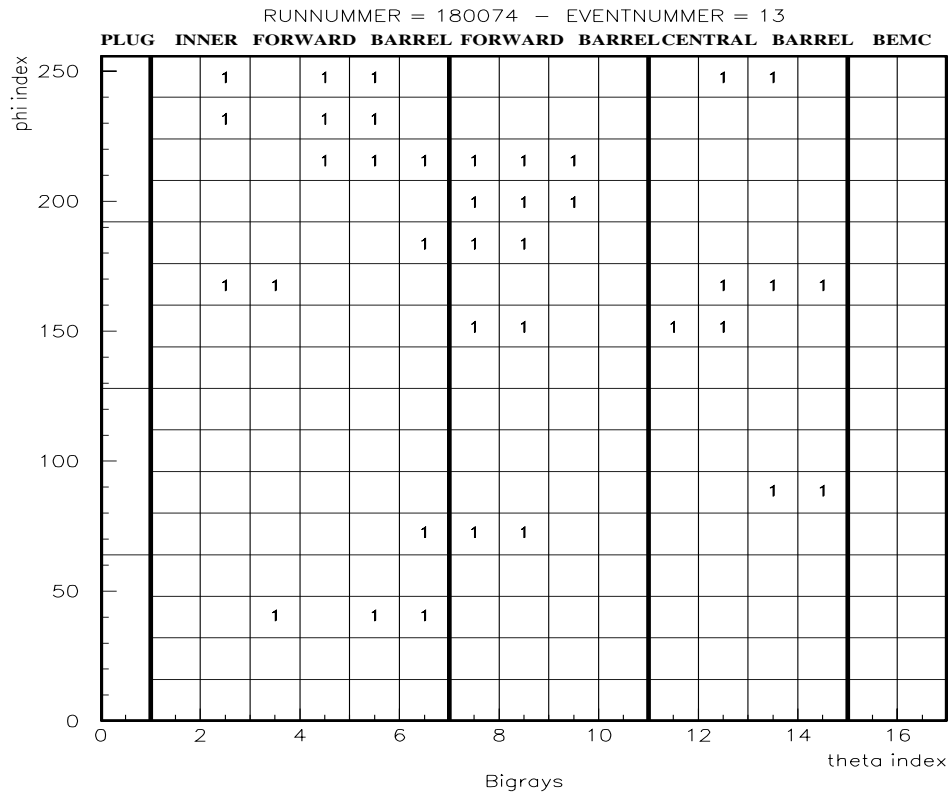 RUNNUMMER = 180074 − EVENTNUMMER = 13
PLUG INNER FORWARD BARREL FORWARD BARREL CENTRAL BARREL BEMC
phi index
250
1 1 1 1 1
1 1 1
1 1 1 1 1 1
200
1 1 1
1 1 1
1 1 1 1 1
150
1 1 1 1
100
1 1
1 1 1
50
1 1 1
0
0 2 4 6 8 10 12 14 16
theta index
Bigrays